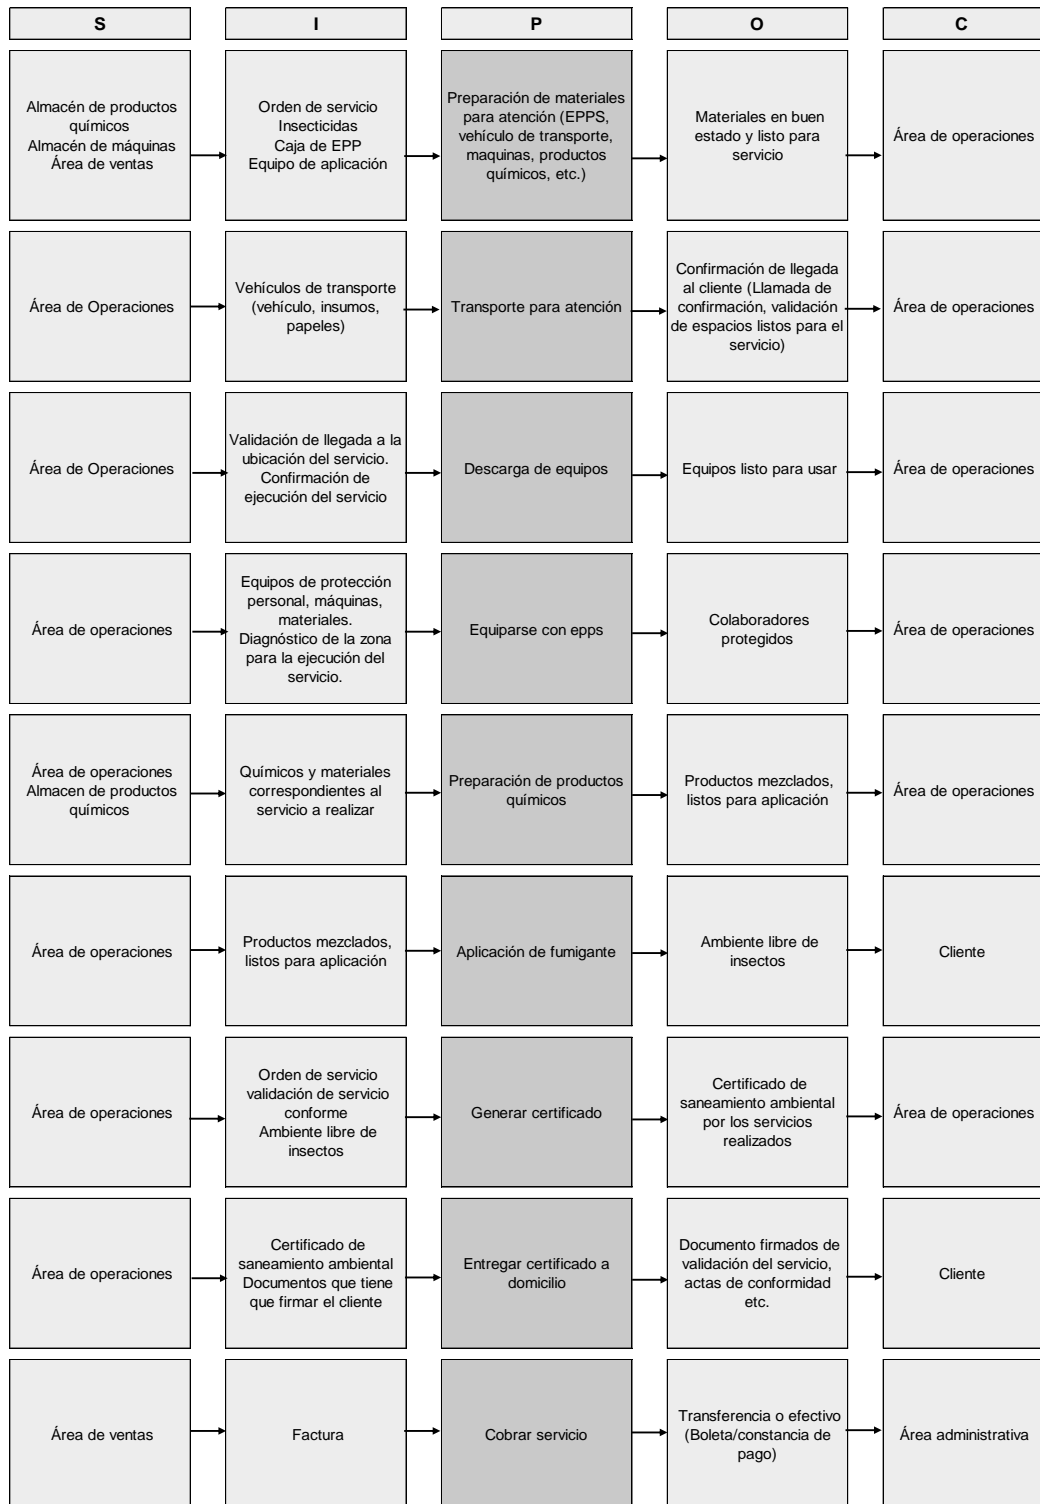 S
I
P
O
C
Almacén de productos
químicos
Almacén de máquinas
Área de ventas
Orden de servicio
Insecticidas
Caja de EPP
Equipo de aplicación
Preparación de materiales
para atención (EPPS,
vehículo de transporte,
maquinas, productos
químicos, etc.)
Materiales en buen
estado y listo para
servicio
Área de operaciones
Área de Operaciones
Vehículos de transporte
(vehículo, insumos,
papeles)
Transporte para atención
Confirmación de llegada
al cliente (Llamada de
confirmación, validación
de espacios listos para el
servicio)
Área de operaciones
Área de Operaciones
Validación de llegada a la
ubicación del servicio.
Confirmación de
ejecución del servicio
Descarga de equipos
Equipos listo para usar
Área de operaciones
Área de operaciones
Equipos de protección
personal, máquinas,
materiales.
Diagnóstico de la zona
para la ejecución del
servicio.
Equiparse con epps
Colaboradores
protegidos
Área de operaciones
Área de operaciones
Almacen de productos
químicos
Químicos y materiales
correspondientes al
servicio a realizar
Preparación de productos
químicos
Productos mezclados,
listos para aplicación
Área de operaciones
Área de operaciones
Productos mezclados,
listos para aplicación
Aplicación de fumigante
Ambiente libre de
insectos
Cliente
Área de operaciones
Orden de servicio
validación de servicio
conforme
Ambiente libre de
insectos
Generar certificado
Certificado de
saneamiento ambiental
por los servicios
realizados
Área de operaciones
Área de operaciones
Certificado de
saneamiento ambiental
Documentos que tiene
que firmar el cliente
Entregar certificado a
domicilio
Documento firmados de
validación del servicio,
actas de conformidad
etc.
Cliente
Área de ventas
Factura
Cobrar servicio
Transferencia o efectivo
(Boleta/constancia de
pago)
Área administrativa